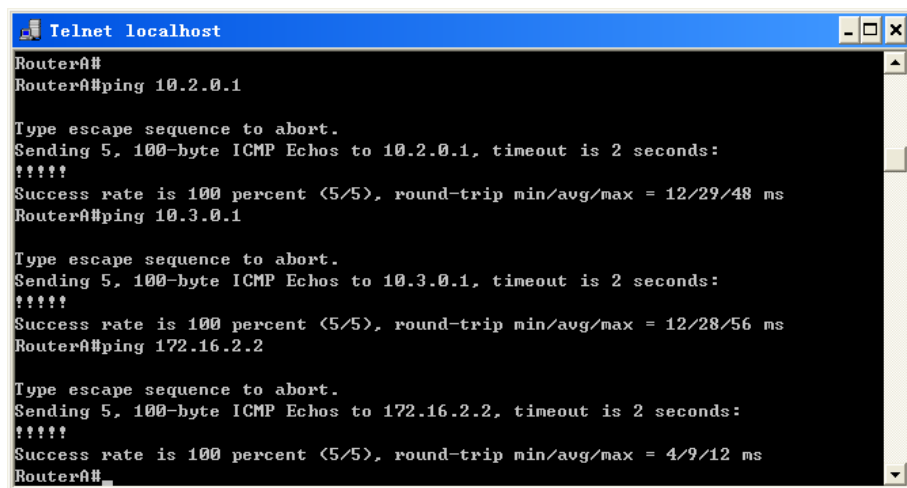 Telnet localhost
RouterA#
RouterA#ping 10.2.0.1
Type escape sequence to abort.
Sending 5, 100-byte ICMP Echos to 10.2.0.1, timeout is 2 seconds:
!!!!!
Success rate is 100 percent (5/5), round-trip min/avg/max = 12/29/48 ms
RouterA#ping 10.3.0.1
Type escape sequence to abort.
Sending 5, 100-byte ICMP Echos to 10.3.0.1, timeout is 2 seconds:
!!!!!
Success rate is 100 percent (5/5), round-trip min/avg/max = 12/28/56 ms
RouterA#ping 172.16.2.2
Type escape sequence to abort.
Sending 5, 100-byte ICMP Echos to 172.16.2.2, timeout is 2 seconds:
!!!!!
Success rate is 100 percent (5/5), round-trip min/avg/max = 4/9/12 ms
RouterA#_